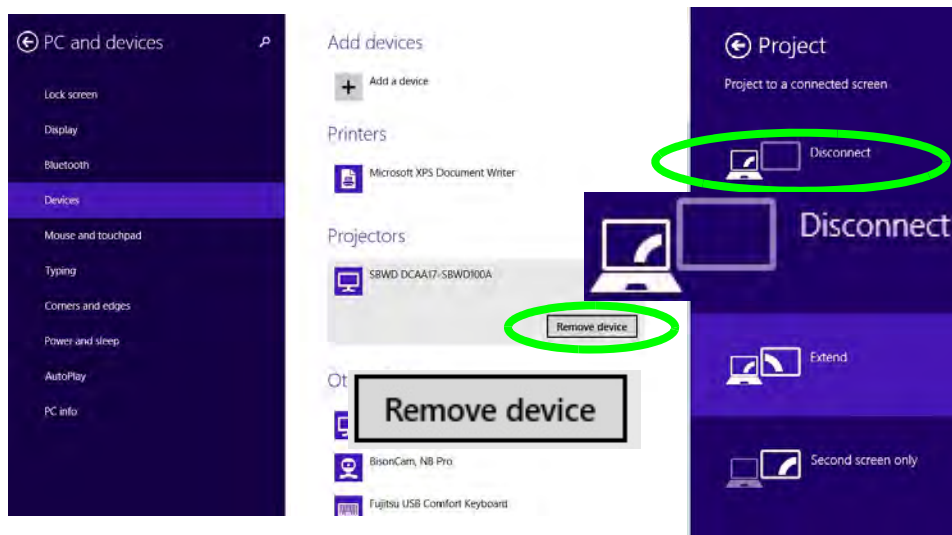 PC and devices
Lock screen
Display
Bluetooth
Devices
Mouse and touchpad
Typing
Corners and edges
Power and sleep
AutoPlay
PC info
Add devices
Add a device
Printers
Microsoft XPS Document Writer
Projectors
SBWD DCAA17-SBWD100A
Remove device
Ot
Remove device
BisonCam, NB Pro
Fujitsu USB Comfort Keyboard
Project
Project to a connected screen
Disconnect
Disconnect
Extend
Second screen only